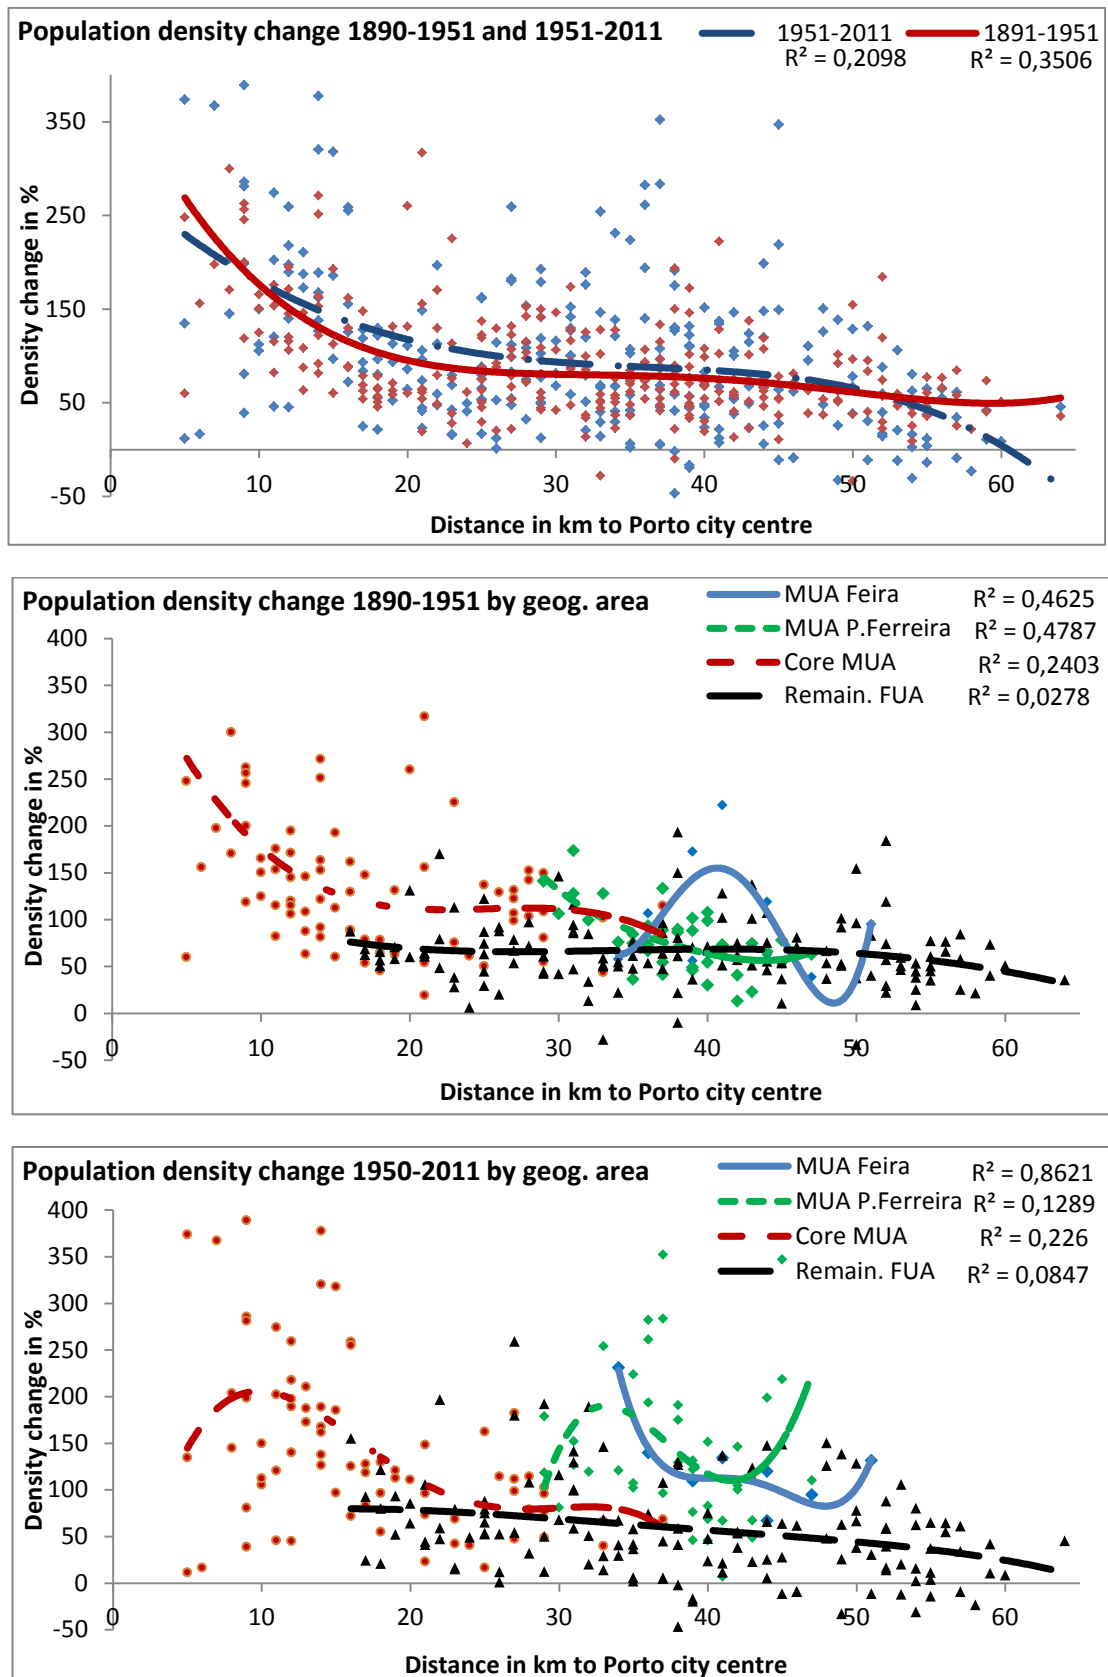 Population density change 1890-1951 and 1951-2011
1951-2011
1891-1951
R² = 0,2098
R² = 0,3506
350
250
150
50
-50
0
10
20
30
40
50
60
Density change in %
Distance in km to Porto city centre
Population density change 1890-1951 by geog. area
MUA Feira R² = 0,4625
MUA P.Ferreira R² = 0,4787
Core MUA R² = 0,2403
Remain. FUA R² = 0,0278
400
350
300
250
200
150
100
50
0
-50
0
10
20
30
40
50
60
Density change in %
Distance in km to Porto city centre
Population density change 1950-2011 by geog. area
MUA Feira R² = 0,8621
MUA P.Ferreira R² = 0,1289
Core MUA R² = 0,226
Remain. FUA R² = 0,0847
400
350
300
250
200
150
100
50
0
-50
0
10
20
30
40
50
60
Density change in %
Distance in km to Porto city centre